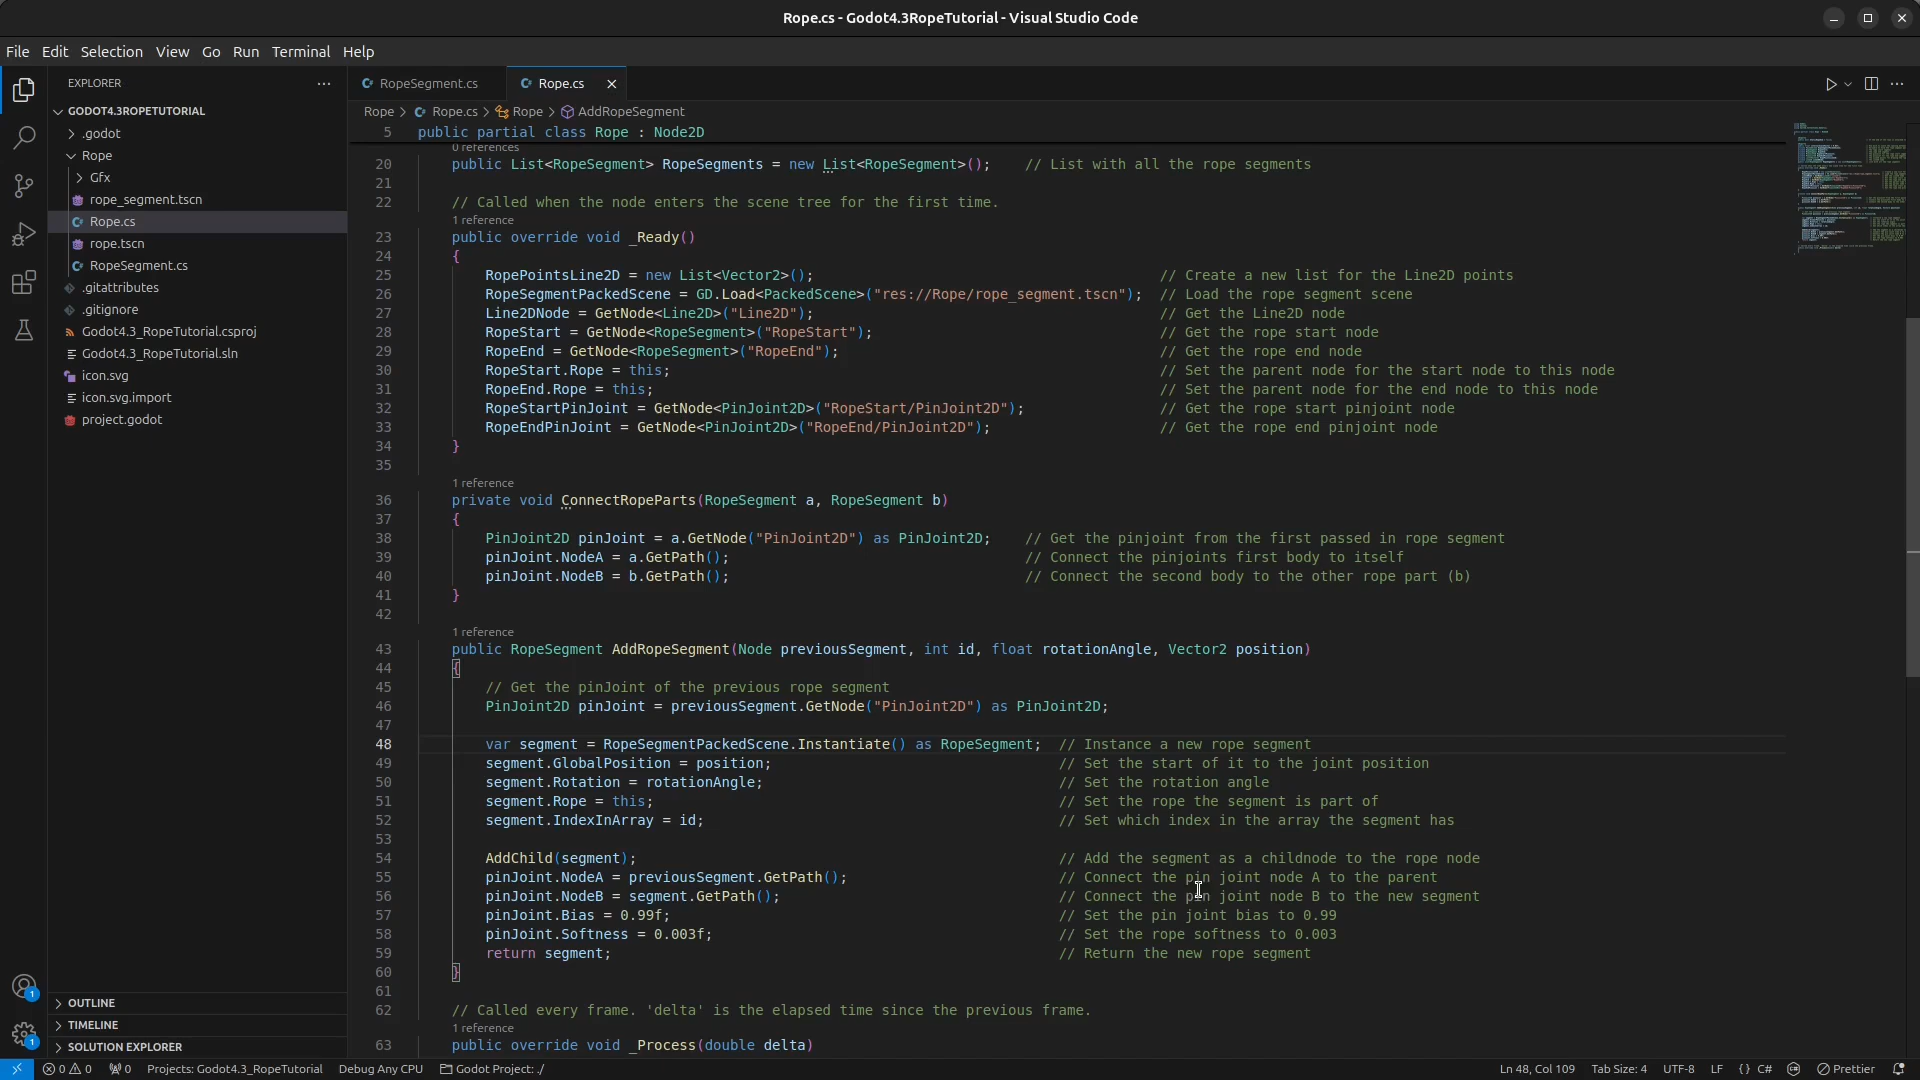 Rope.cs - Godot4.3RopeTutorial - Visual Studio Code
File Edit Selection View Go Run Terminal Help
EXPLORER
GODOT4.3ROPETUTORIAL
.godot
Rope
Gfx
rope_segment.tscn
Rope.cs
rope.tscn
RopeSegment.cs
.gitattributes
.gitignore
Godot4.3_RopeTutorial.csproj
Godot4.3_RopeTutorial.sln
icon.svg
icon.svg.import
project.godot
OUTLINE
TIMELINE
SOLUTION EXPLORER
RopeSegment.cs Rope.cs
Rope > Rope.cs > Rope > AddRopeSegment
5 public partial class Rope : Node2D
0 references
20 public List<RopeSegment> RopeSegments = new List<RopeSegment>(); // List with all the rope segments
21
22 // Called when the node enters the scene tree for the first time.
1 reference
23 public override void _Ready()
24 {
25 RopePointsLine2D = new List<Vector2>(); // Create a new list for the Line2D points
26 RopeSegmentPackedScene = GD.Load<PackedScene>("res://Rope/rope_segment.tscn"); // Load the rope segment scene
27 Line2DNode = GetNode<Line2D>("Line2D"); // Get the Line2D node
28 RopeStart = GetNode<RopeSegment>("RopeStart"); // Get the rope start node
29 RopeEnd = GetNode<RopeSegment>("RopeEnd"); // Get the rope end node
30 RopeStart.Rope = this; // Set the parent node for the start node to this node
31 RopeEnd.Rope = this; // Set the parent node for the end node to this node
32 RopeStartPinJoint = GetNode<PinJoint2D>("RopeStart/PinJoint2D"); // Get the rope start pinjoint node
33 RopeEndPinJoint = GetNode<PinJoint2D>("RopeEnd/PinJoint2D"); // Get the rope end pinjoint node
34 }
35
1 reference
36 private void ConnectRopeParts(RopeSegment a, RopeSegment b)
37 {
38 PinJoint2D pinJoint = a.GetNode("PinJoint2D") as PinJoint2D; // Get the pinjoint from the first passed in rope segment
39 pinJoint.NodeA = a.GetPath(); // Connect the pinjoints first body to itself
40 pinJoint.NodeB = b.GetPath(); // Connect the second body to the other rope part (b)
41 }
42
1 reference
43 public RopeSegment AddRopeSegment(Node previousSegment, int id, float rotationAngle, Vector2 position)
44 {
45 // Get the pinJoint of the previous rope segment
46 PinJoint2D pinJoint = previousSegment.GetNode("PinJoint2D") as PinJoint2D;
47
48 var segment = RopeSegmentPackedScene.Instantiate() as RopeSegment; // Instance a new rope segment
49 segment.GlobalPosition = position; // Set the start of it to the joint position
50 segment.Rotation = rotationAngle; // Set the rotation angle
51 segment.Rope = this; // Set the rope the segment is part of
52 segment.IndexInArray = id; // Set which index in the array the segment has
53
54 AddChild(segment); // Add the segment as a childnode to the rope node
55 pinJoint.NodeA = previousSegment.GetPath(); // Connect the pin joint node A to the parent
56 pinJoint.NodeB = segment.GetPath(); // Connect the pin joint node B to the new segment
57 pinJoint.Bias = 0.99f; // Set the pin joint bias to 0.99
58 pinJoint.Softness = 0.003f; // Set the rope softness to 0.003
59 return segment; // Return the new rope segment
60 }
61
62 // Called every frame. 'delta' is the elapsed time since the previous frame.
1 reference
63 public override void _Process(double delta)
1
1
0 0 0 Projects: Godot4.3_RopeTutorial Debug Any CPU Godot Project: ./ Ln 48, Col 109 Tab Size: 4 UTF-8 LF {} C# Prettier